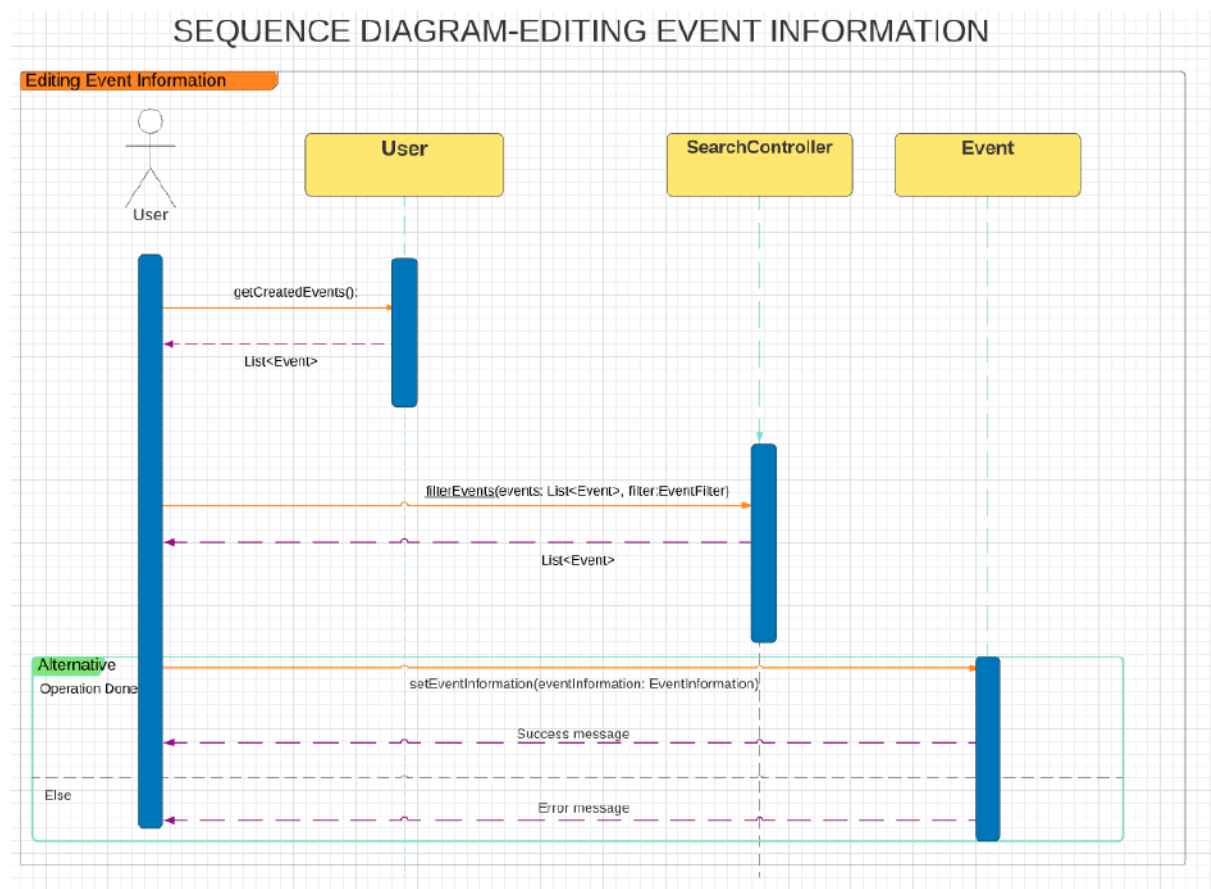 SEQUENCE DIAGRAM-EDITING EVENT INFORMATION
Editing Event Information
User
User
SearchController
Event
getCreatedEvents():
List<Event>
filterEvents(events: List<Event>, filter:EventFilter)
List<Event>
Alternative
Operation Done
setEventInformation(eventInformation: EventInformation)
Success message
Else
Error message